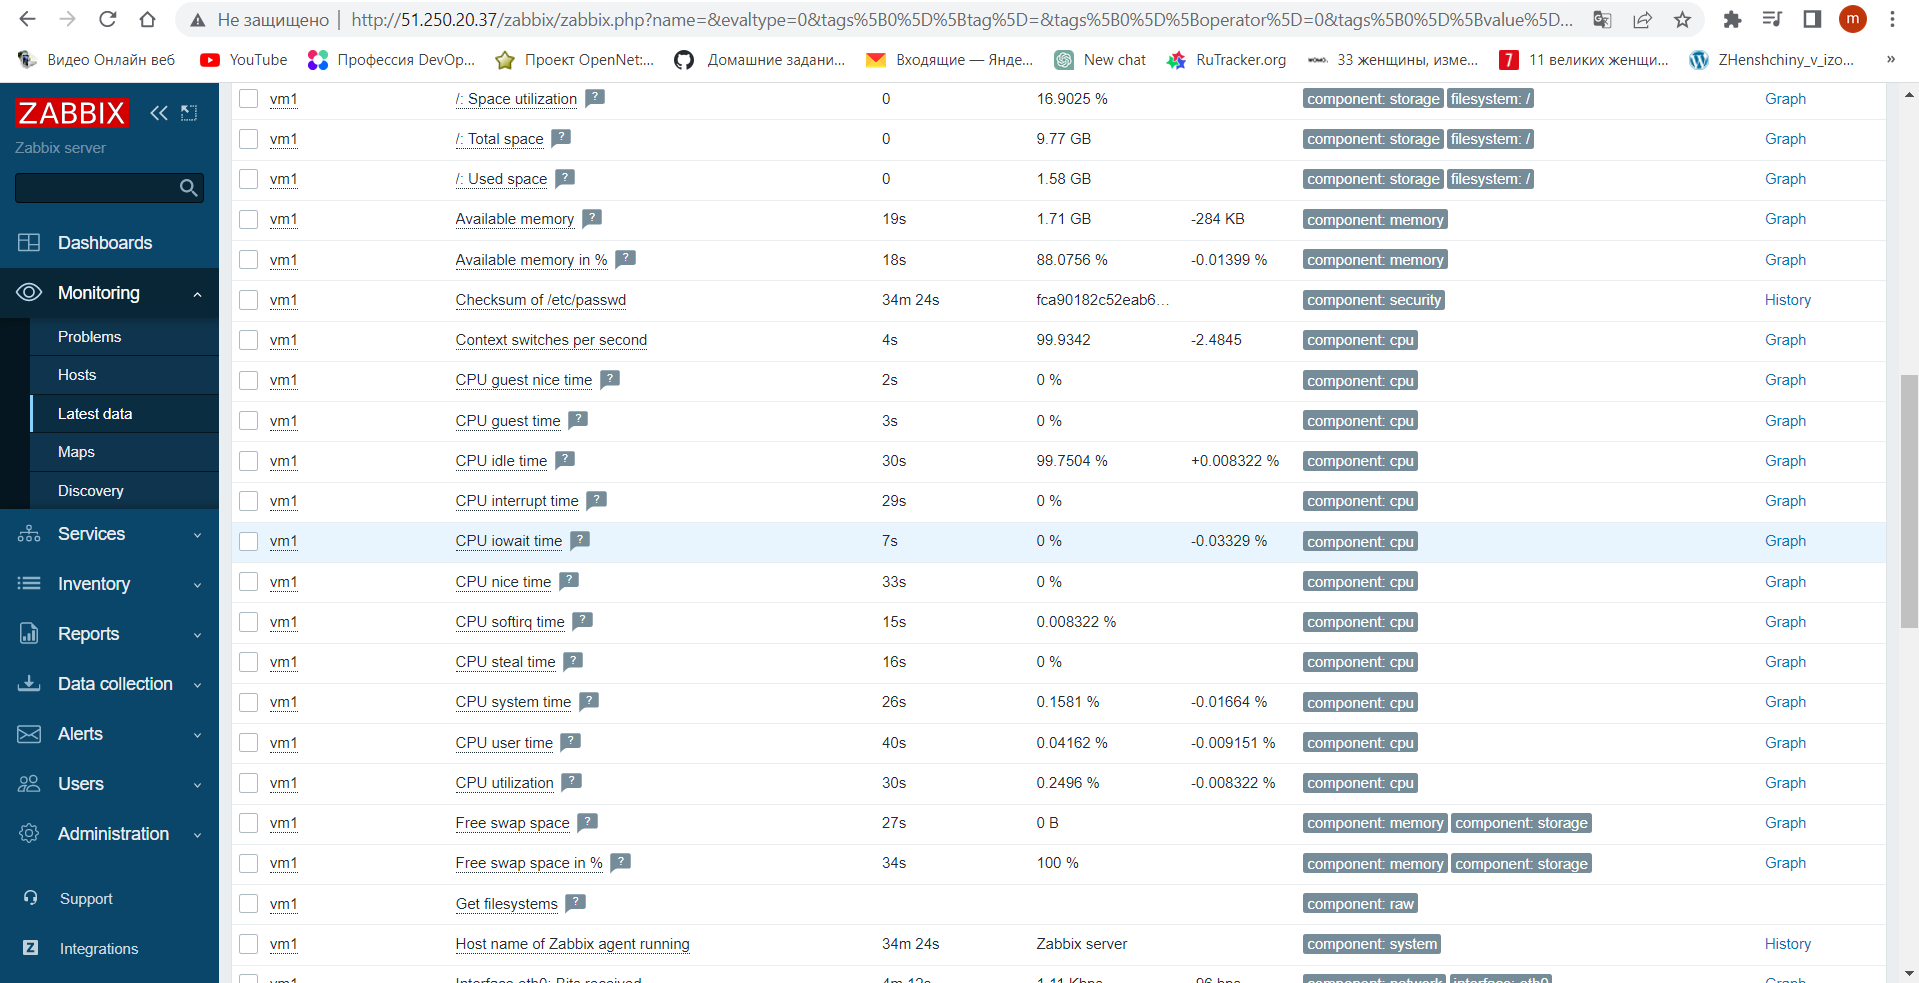 Не защищено
http://51.250.20.37/zabbix/zabbix.php?name=&evaltype=0&tags%5B0%5D%5Btag%5D=&tags%5B0%5D%5Boperator%5D=0&tags%5B0%5D%5Bvalue%5D...
m
Видео Онлайн веб
YouTube
Профессия DevOp...
Проект OpenNet:...
Домашние задани...
Входящие — Янде...
New chat
RuTracker.org
WOMO.
33 женщины, изме...
7
11 великих женщи...
ZHenshchiny_v_izo...
»
ZABBIX
Zabbix server
Dashboards
Monitoring
Problems
Hosts
Latest data
Maps
Discovery
Services
Inventory
Reports
Data collection
Alerts
Users
Administration
Support
Z Integrations
vm1 /: Space utilization ? 0 16.9025 % component: storage filesystem: / Graph
vm1 /: Total space ? 0 9.77 GB component: storage filesystem: / Graph
vm1 /: Used space ? 0 1.58 GB component: storage filesystem: / Graph
vm1 Available memory ? 19s 1.71 GB -284 KB component: memory Graph
vm1 Available memory in % ? 18s 88.0756 % -0.01399 % component: memory Graph
vm1 Checksum of /etc/passwd 34m 24s fca90182c52eab6... component: security History
vm1 Context switches per second 4s 99.9342 -2.4845 component: cpu Graph
vm1 CPU guest nice time ? 2s 0 % component: cpu Graph
vm1 CPU guest time ? 3s 0 % component: cpu Graph
vm1 CPU idle time ? 30s 99.7504 % +0.008322 % component: cpu Graph
vm1 CPU interrupt time ? 29s 0 % component: cpu Graph
vm1 CPU iowait time ? 7s 0 % -0.03329 % component: cpu Graph
vm1 CPU nice time ? 33s 0 % component: cpu Graph
vm1 CPU softirq time ? 15s 0.008322 % component: cpu Graph
vm1 CPU steal time ? 16s 0 % component: cpu Graph
vm1 CPU system time ? 26s 0.1581 % -0.01664 % component: cpu Graph
vm1 CPU user time ? 40s 0.04162 % -0.009151 % component: cpu Graph
vm1 CPU utilization ? 30s 0.2496 % -0.008322 % component: cpu Graph
vm1 Free swap space ? 27s 0 B component: memory component: storage Graph
vm1 Free swap space in % ? 34s 100 % component: memory component: storage Graph
vm1 Get filesystems ? component: raw
vm1 Host name of Zabbix agent running 34m 24s Zabbix server component: system History
vm1 Interface eth0: Bits received 4m 12s 1.11 Kbps component: network interface: eth0 Graph